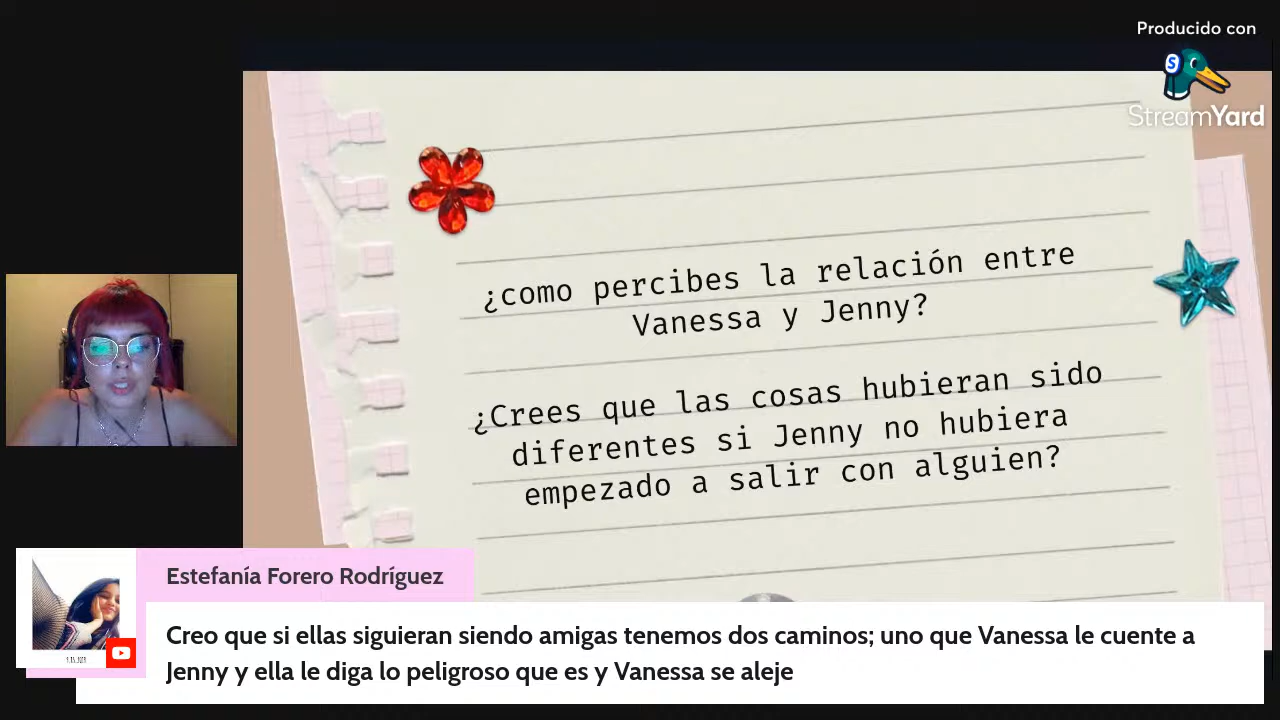 Producido con
StreamYard
¿como percibes la relación entre
Vanessa y Jenny?
¿Crees que las cosas hubieran sido
diferentes si Jenny no hubiera
empezado a salir con alguien?
Estefanía Forero Rodríguez
Creo que si ellas siguieran siendo amigas tenemos dos caminos; uno que Vanessa le cuente a
Jenny y ella le diga lo peligroso que es y Vanessa se aleje